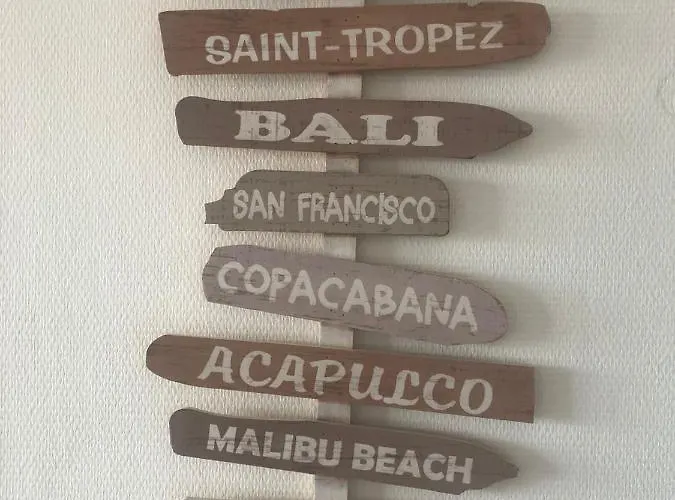 SAINT-TROPEZ
BALI
SAN FRANCISCO
COPACABANA
ACAPULCO
MALIBU BEACH